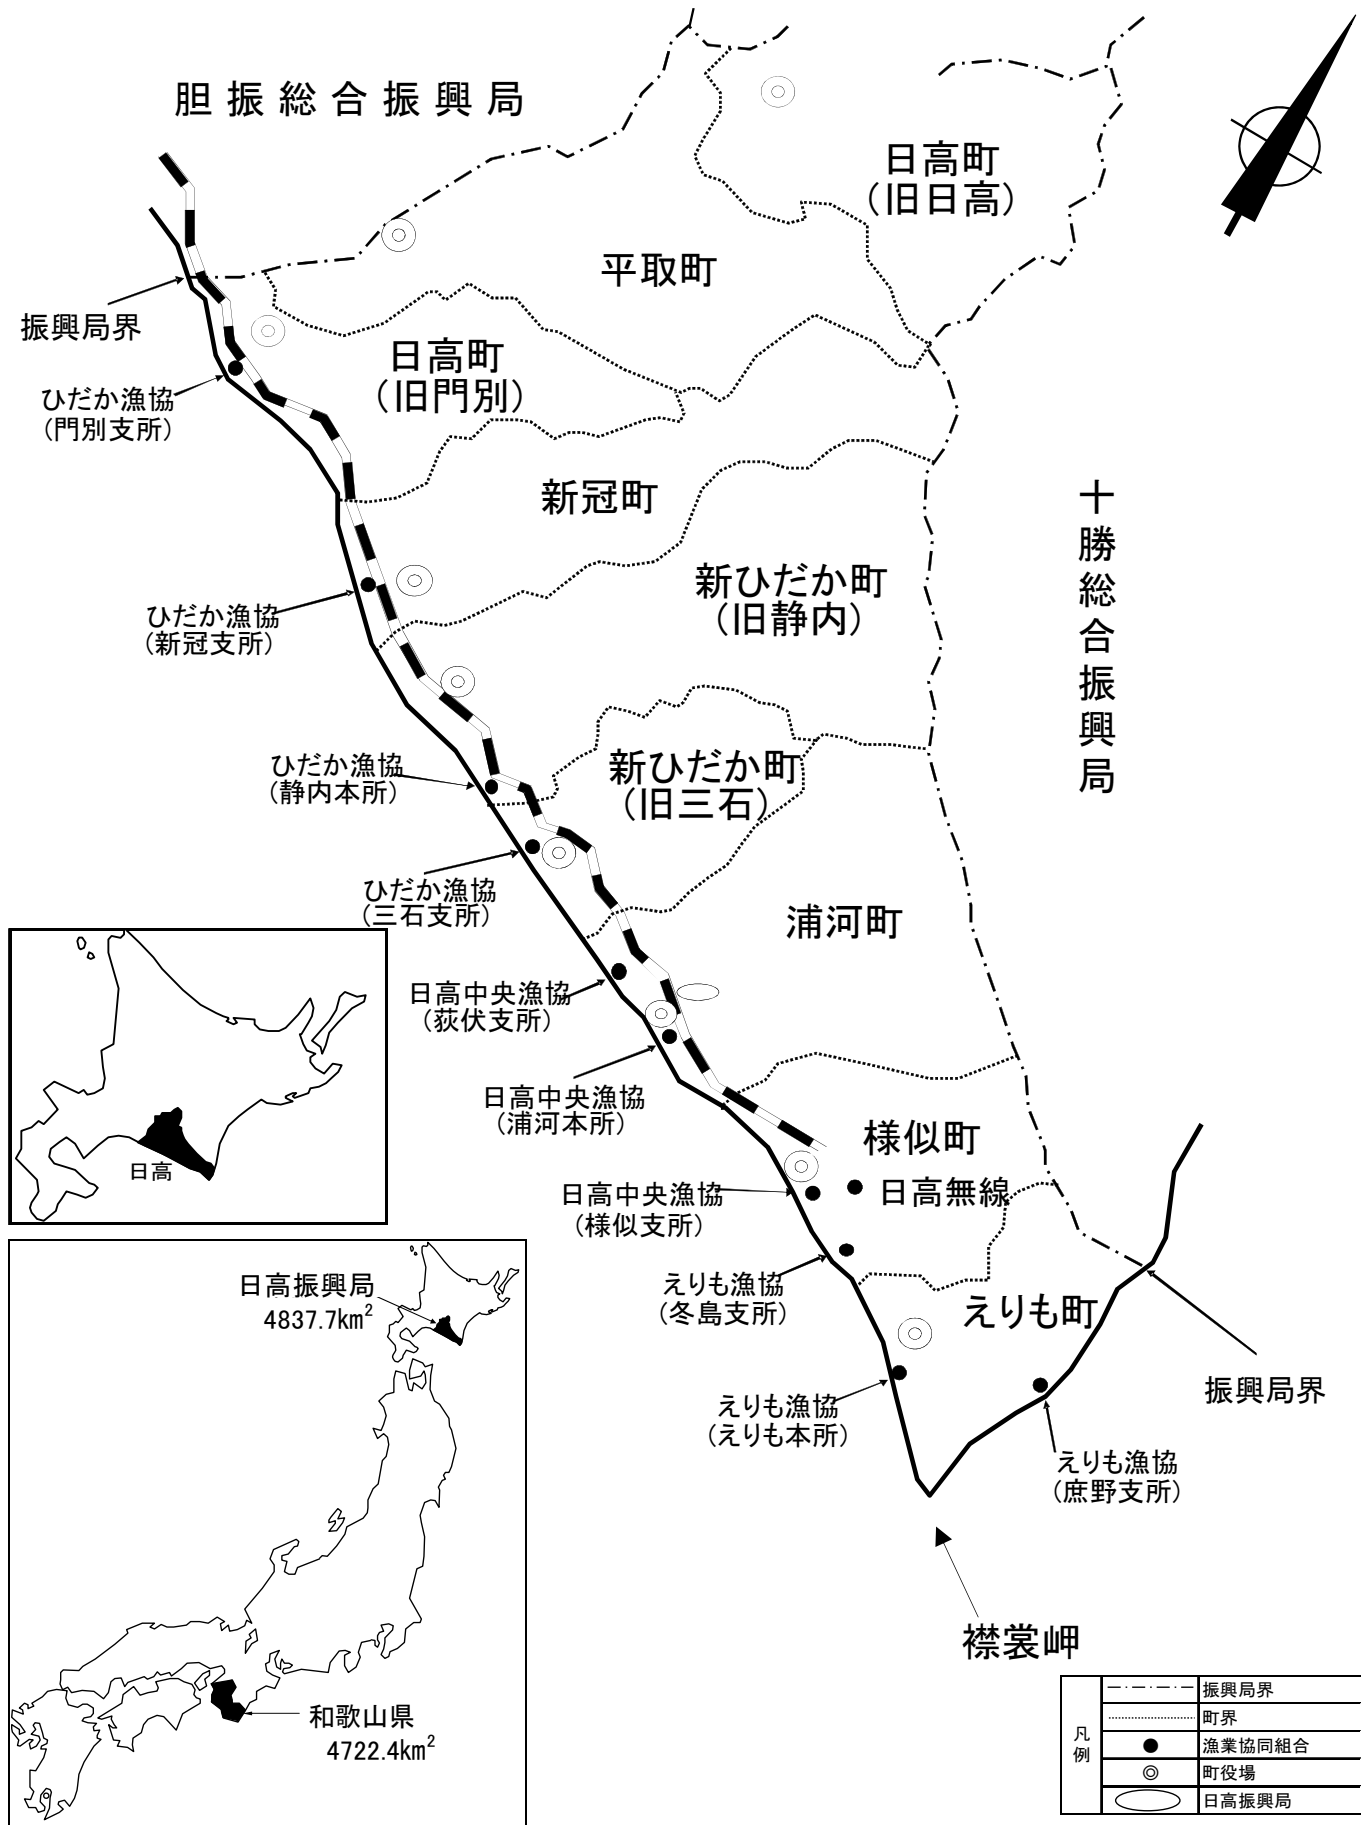 胆振総合振興局
日高町
(旧日高)
平取町
振興局界
日高町
(旧門別)
ひだか漁協
(門別支所)
新冠町
十勝総合振興局
新ひだか町
(旧静内)
ひだか漁協
(新冠支所)
新ひだか町
(旧三石)
ひだか漁協
(静内本所)
ひだか漁協
(三石支所)
浦河町
日高中央漁協
(荻伏支所)
日高中央漁協
(浦河本所)
様似町
日高無線
日高中央漁協
(様似支所)
えりも漁協
(冬島支所)
えりも町
振興局界
えりも漁協
(えりも本所)
えりも漁協
(庶野支所)
襟裳岬
日高
日高振興局
4837.7km²
和歌山県
4722.4km²
凡例
振興局界
町界
漁業協同組合
町役場
日高振興局